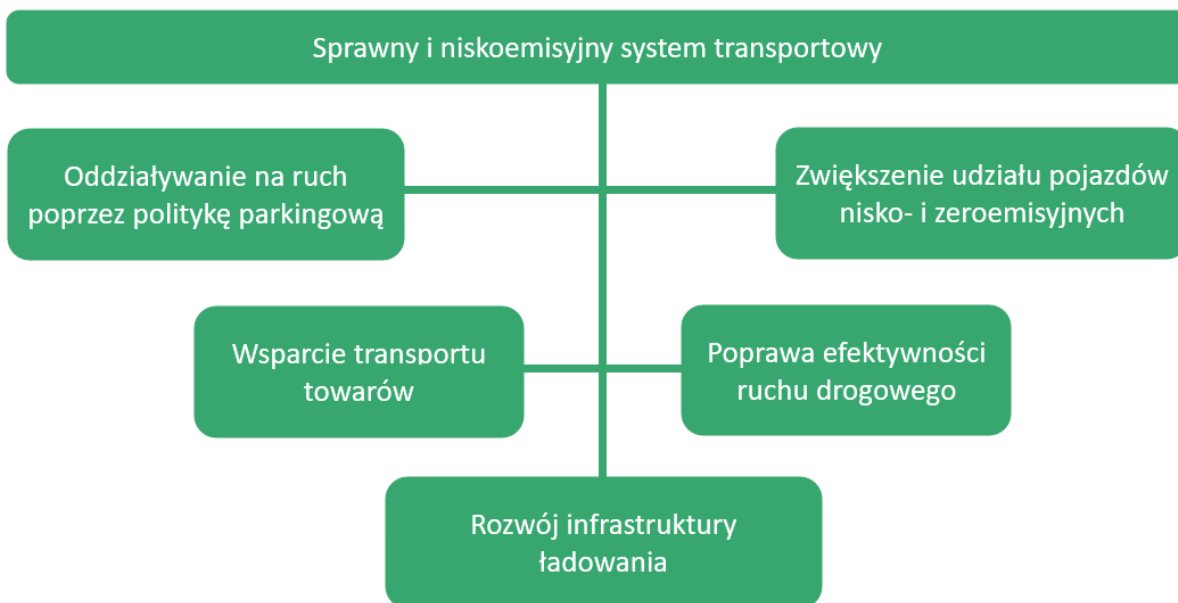 Sprawny i niskoemisyjny system transportowy
Oddziaływanie na ruch
poprzez politykę parkingową
Zwiększenie udziału pojazdów
nisko- i zeroemisyjnych
Wsparcie transportu
towarów
Poprawa efektywności
ruchu drogowego
Rozwój infrastruktury
ładowania